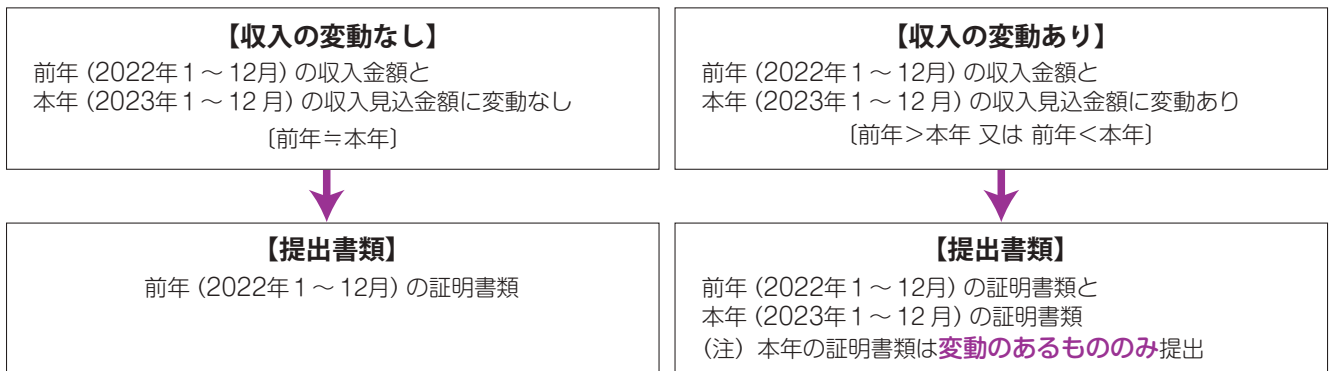 【収入の変動なし】
前年 (2022年1~12月) の収入金額と
本年 (2023年1~12月) の収入見込金額に変動なし
〔前年≒本年〕
【提出書類】
前年 (2022年1~12月) の証明書類
【収入の変動あり】
前年 (2022年1~12月) の収入金額と
本年 (2023年1~12月) の収入見込金額に変動あり
〔前年>本年 又は 前年<本年〕
【提出書類】
前年 (2022年1~12月) の証明書類と
本年 (2023年1~12月) の証明書類
(注) 本年の証明書類は変動のあるもののみ提出